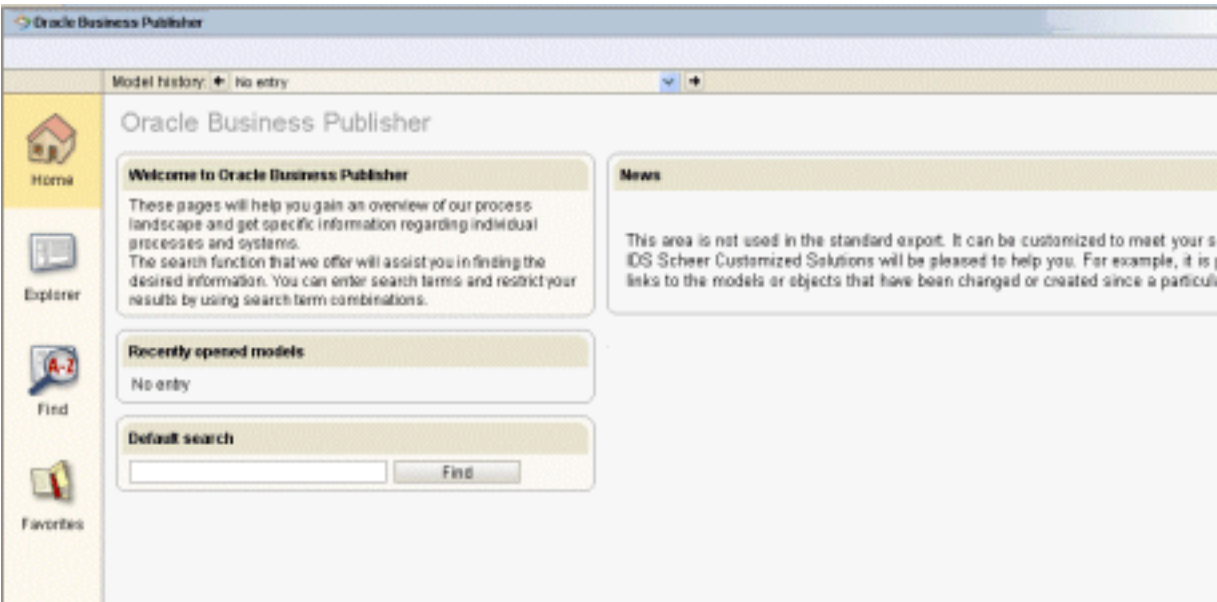 Oracle Business Publisher
Model history: No entry
Home
Explorer
A-Z
Find
Favorites
Oracle Business Publisher
Welcome to Oracle Business Publisher
These pages will help you gain an overview of our process
landscape and get specific information regarding individual
processes and systems.
The search function that we offer will assist you in finding the
desired information. You can enter search terms and restrict your
results by using search term combinations.
Recently opened models
No entry
Default search
Find
News
This area is not used in the standard export. It can be customized to meet your s
IDS Scheer Customized Solutions will be pleased to help you. For example, it is p
links to the models or objects that have been changed or created since a particula